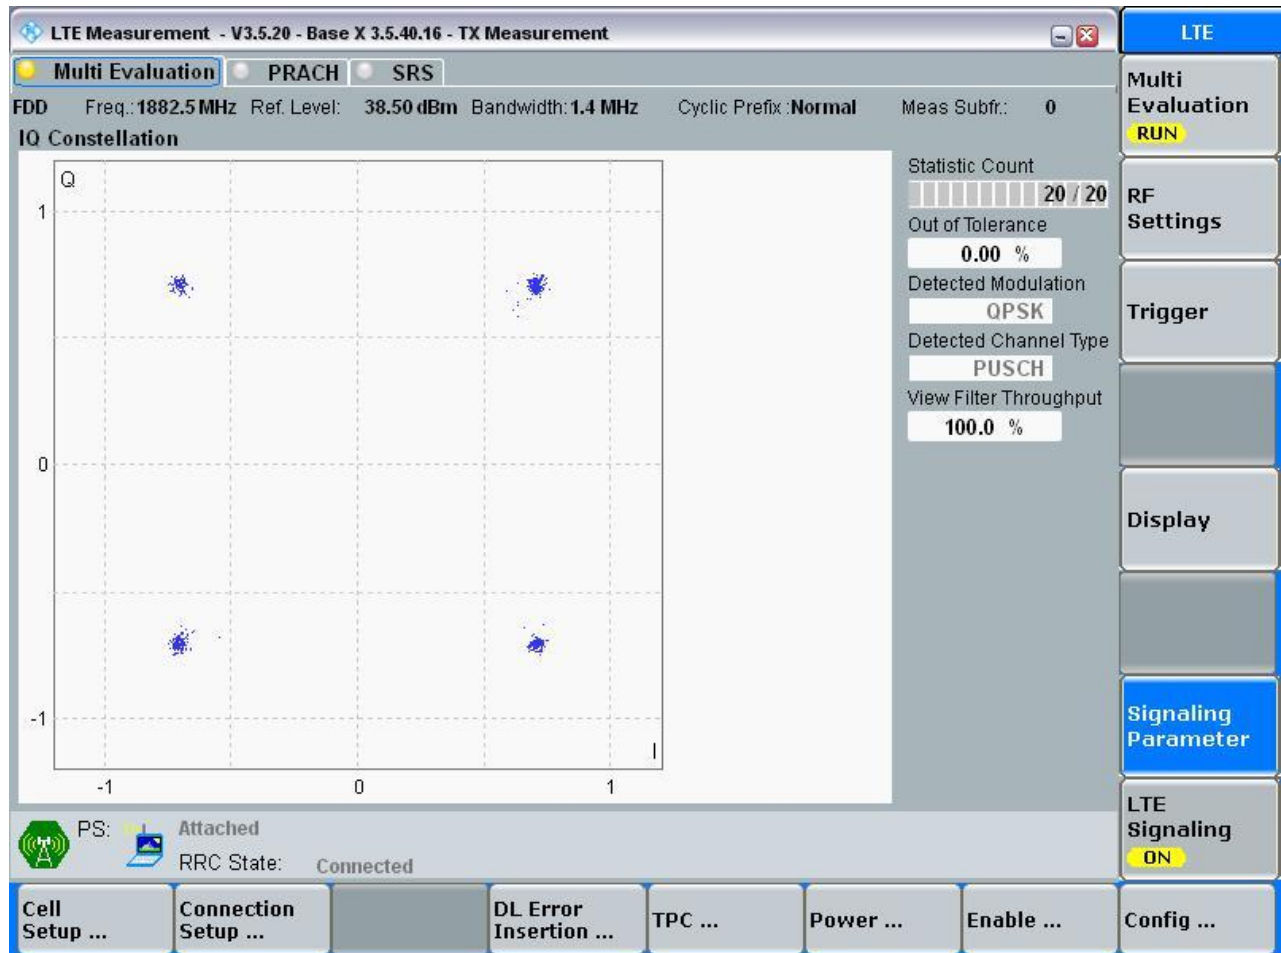 LTE Measurement - V3.5.20 - Base X 3.5.40.16 - TX Measurement
LTE
Multi Evaluation PRACH SRS
FDD Freq.:1882.5 MHz Ref. Level: 38.50 dBm Bandwidth:1.4 MHz Cyclic Prefix :Normal Meas Subfr.: 0
IQ Constellation
Q
1
0
-1
I
-1 0 1
Statistic Count
20 / 20
Out of Tolerance
0.00 %
Detected Modulation
QPSK
Detected Channel Type
PUSCH
View Filter Throughput
100.0 %
Multi
Evaluation
RUN
RF
Settings
Trigger
Display
Signaling
Parameter
LTE
Signaling
ON
PS: Attached
RRC State: Connected
Cell
Setup ...
Connection
Setup ...
DL Error
Insertion ...
TPC ...
Power ...
Enable ...
Config ...